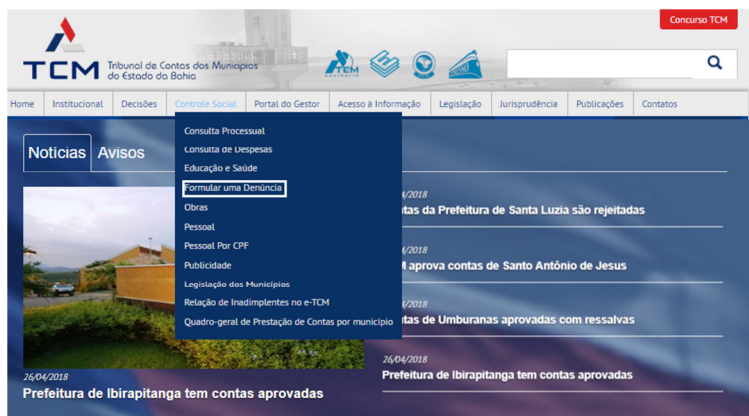 Concurso TCM
TCM
Tribunal de Contas dos Municípios
do Estado da Bahia
TCM
Home Institucional Decisões Controle Social Portal do Gestor Acesso à Informação Legislação Jurisprudência Publicações Contatos
Notícias Avisos
Consulta Processual
Consulta de Despesas
Educação e Saúde
Formular uma Denúncia
Obras
Pessoal
Pessoal Por CPF
Publicidade
Legislação dos Municípios
Relação de Inadimplentes no e-TCM
Quadro-geral de Prestação de Contas por município
/2018
tas da Prefeitura de Santa Luzia são rejeitadas
/2018
aprova contas de Santo Antônio de Jesus
/2018
tas de Umburanas aprovadas com ressalvas
26/04/2018
Prefeitura de Ibirapitanga tem contas aprovadas
26/04/2018
Prefeitura de Ibirapitanga tem contas aprovadas